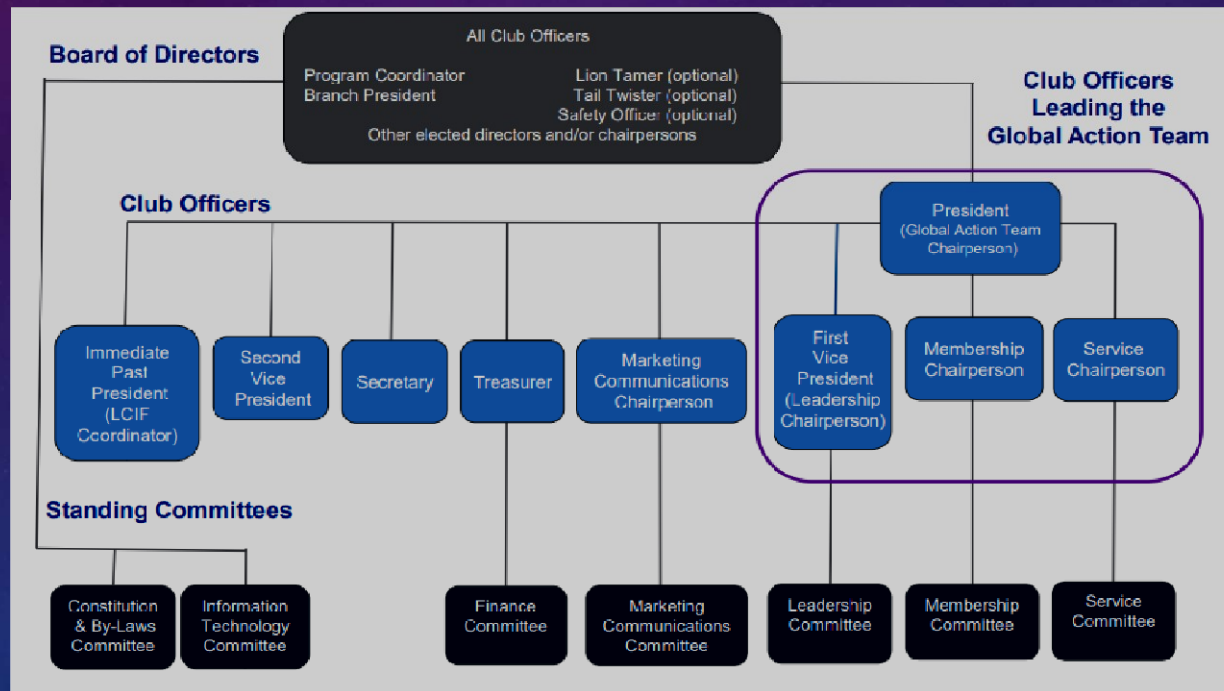 Board of Directors
All Club Officers
Program Coordinator
Branch President
Lion Tamer (optional)
Tail Twister (optional)
Safety Officer (optional)
Other elected directors and/or chairpersons
Club Officers
Leading the
Global Action Team
Club Officers
President
(Global Action Team
Chairperson)
Immediate
Past
President
(LCIF
Coordinator)
Second
Vice
President
Secretary
Treasurer
Marketing
Communications
Chairperson
First
Vice
President
(Leadership
Chairperson)
Membership
Chairperson
Service
Chairperson
Standing Committees
Constitution
& By-Laws
Committee
Information
Technology
Committee
Finance
Committee
Marketing
Communications
Committee
Leadership
Committee
Membership
Committee
Service
Committee